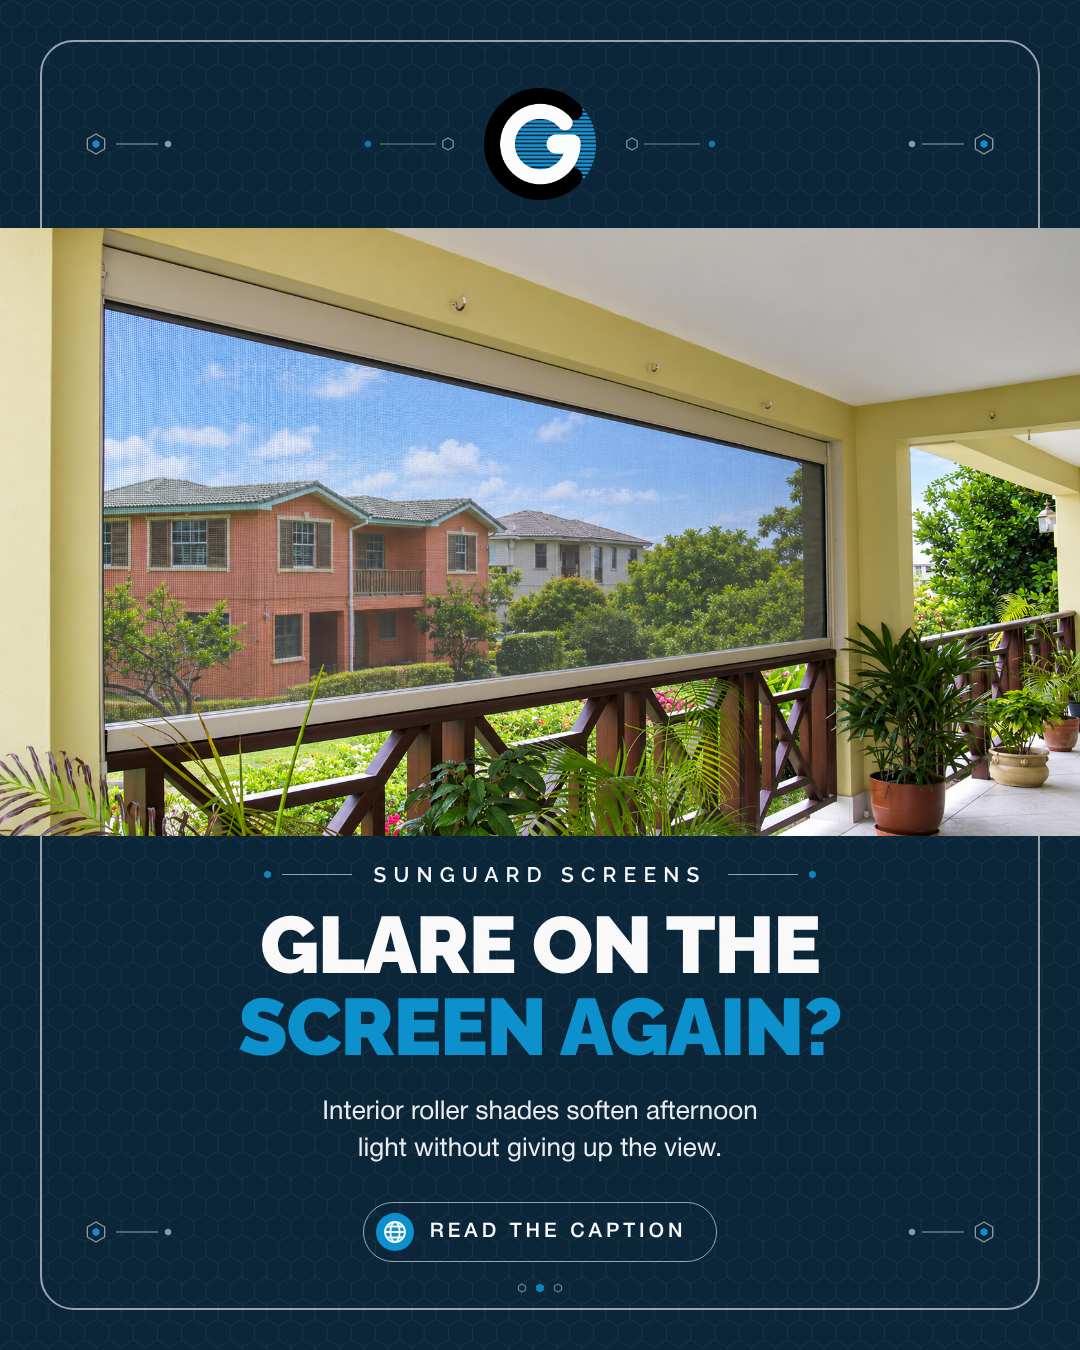 G
SUNGUARD SCREENS
GLARE ON THE
SCREEN AGAIN?
Interior roller shades soften afternoon
light without giving up the view.
READ THE CAPTION